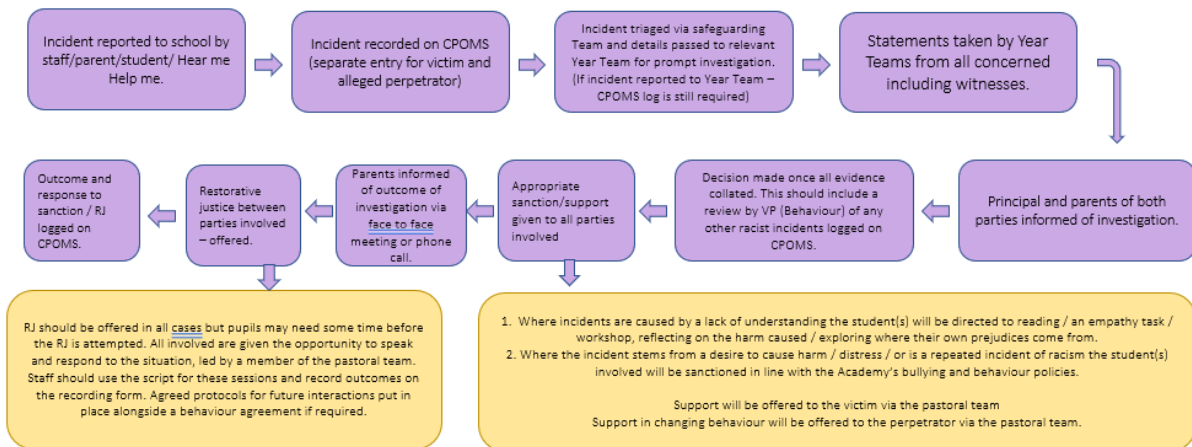 Incident reported to school by
staff/parent/student/ Hear me
Help me.
Incident recorded on CPOMS
(separate entry for victim and
alleged perpetrator)
Incident triaged via safeguarding
Team and details passed to relevant
Year Team for prompt investigation.
(If incident reported to Year Team –
CPOMS log is still required)
Statements taken by Year
Teams from all concerned
including witnesses.
Principal and parents of both
parties informed of investigation.
Decision made once all evidence
collated. This should include a
review by VP (Behaviour) of any
other racist incidents logged on
CPOMS.
Appropriate
sanction/support
given to all parties
involved
Parents informed
of outcome of
investigation via
face to face
meeting or phone
call.
Restorative
justice between
parties involved
– offered.
Outcome and
response to
sanction / RJ
logged on
CPOMS.
RJ should be offered in all cases but pupils may need some time before
the RJ is attempted. All involved are given the opportunity to speak
and respond to the situation, led by a member of the pastoral team.
Staff should use the script for these sessions and record outcomes on
the recording form. Agreed protocols for future interactions put in
place alongside a behaviour agreement if required.
1. Where incidents are caused by a lack of understanding the student(s) will be directed to reading / an empathy task /
workshop, reflecting on the harm caused / exploring where their own prejudices come from.
2. Where the incident stems from a desire to cause harm / distress / or is a repeated incident of racism the student(s)
involved will be sanctioned in line with the Academy's bullying and behaviour policies.
Support will be offered to the victim via the pastoral team
Support in changing behaviour will be offered to the perpetrator via the pastoral team.